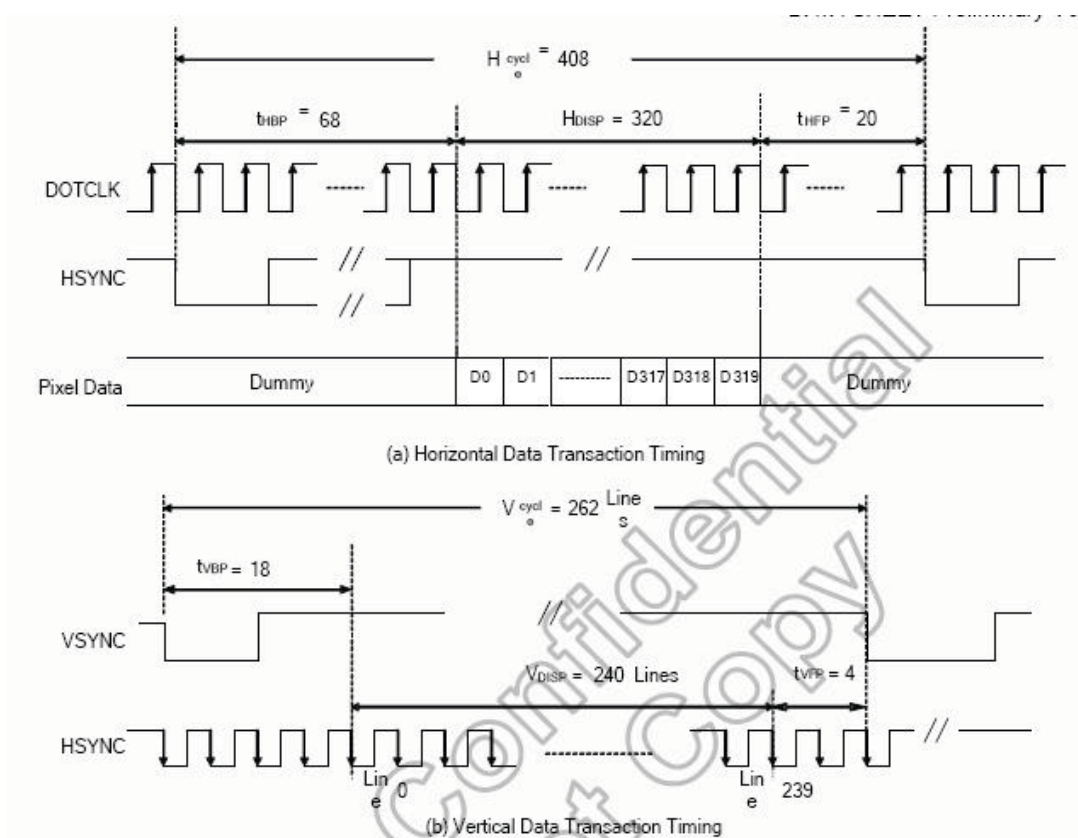 H cycl e = 408
tHBP = 68
HDISP = 320
tHFP = 20
DOTCLK
HSYNC
Pixel Data
Dummy
D0
D1
D317
D318
D319
Dummy
(a) Horizontal Data Transaction Timing
V cycl e = 262 Line s
tVBP = 18
VSYNC
VDISP = 240 Lines
tVFP = 4
HSYNC
Lin e 0
Lin e 239
(b) Vertical Data Transaction Timing
Confidential
Copy